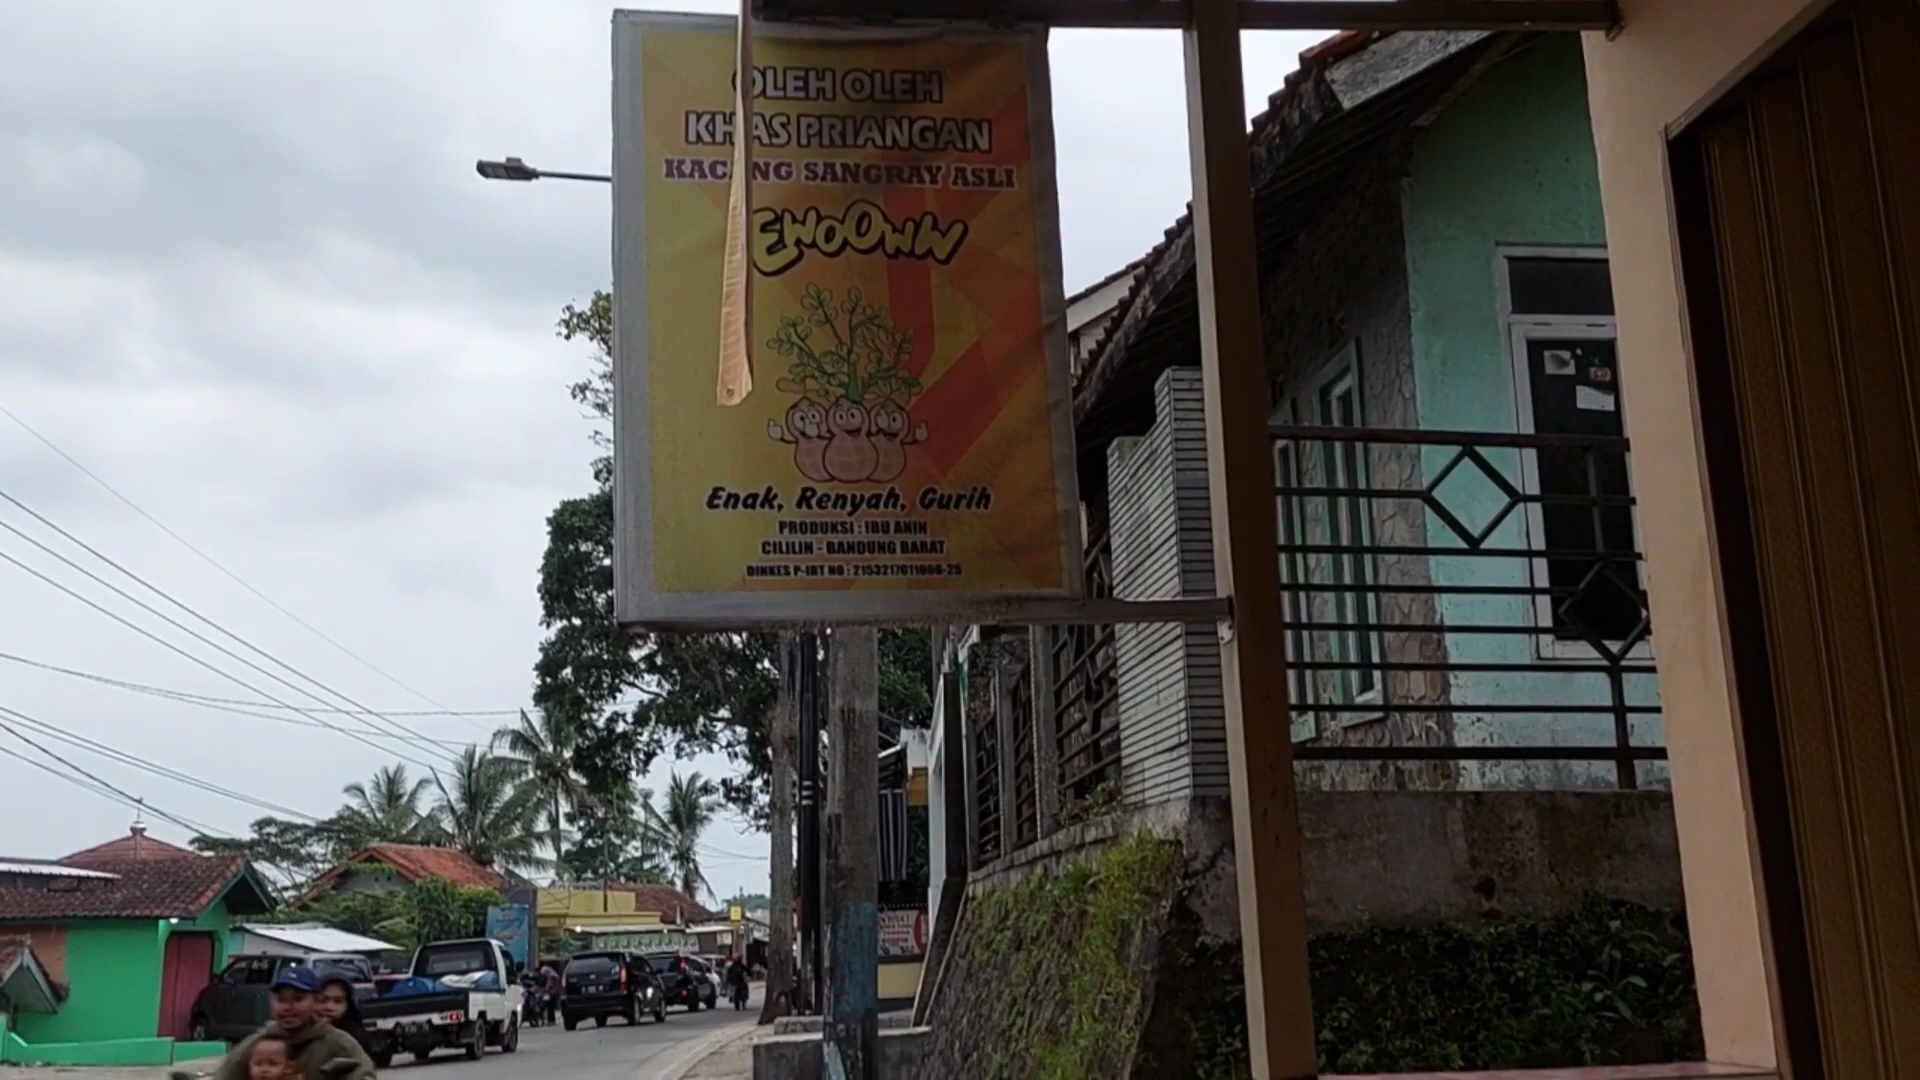 OLEH OLEH
KHAS PRIANGAN
KACANG SANGRAY ASLI
EWOOWW
Enak, Renyah, Gurih
PRODUKSI : IBU ANIN
CILILIN - BANDUNG BARAT
DINKES P-IRT NO : 2153217011006-25